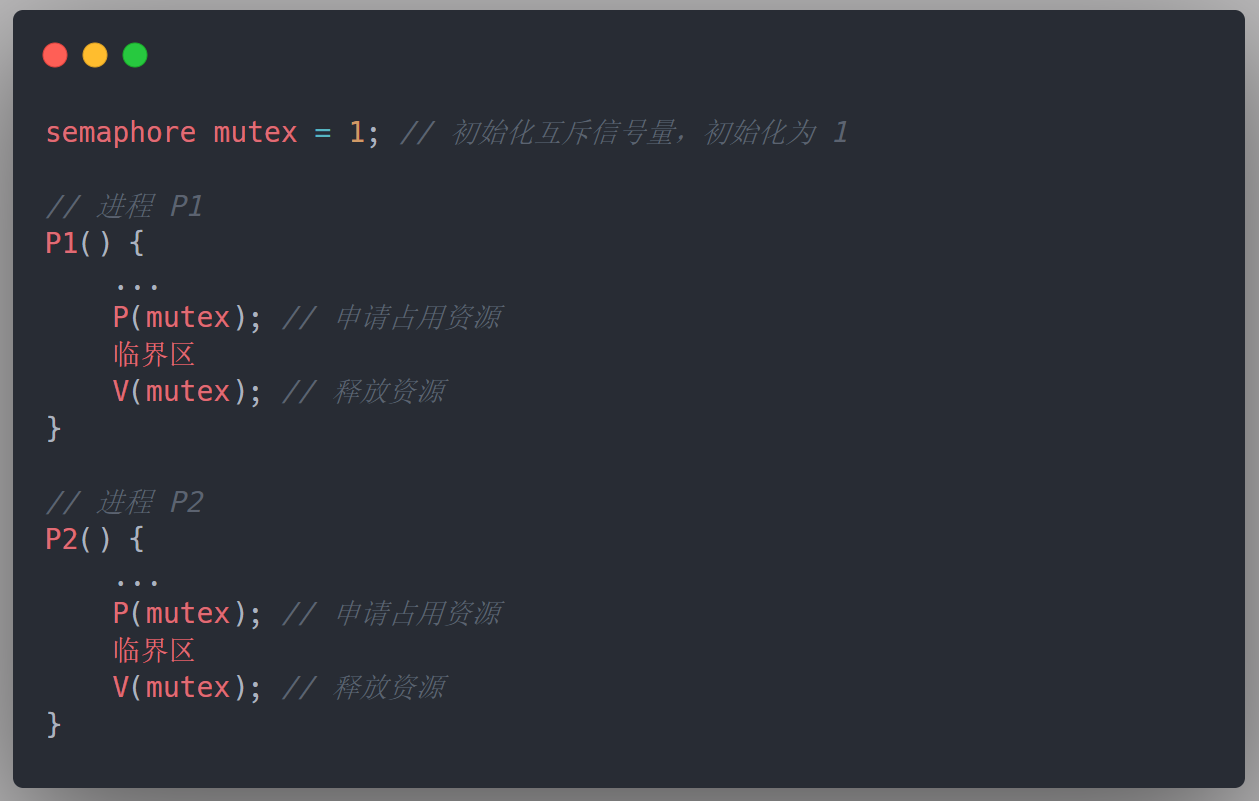 semaphore mutex = 1; // 初始化互斥信号量，初始化为 1
// 进程 P1
P1() {
...
P(mutex); // 申请占用资源
临界区
V(mutex); // 释放资源
}
// 进程 P2
P2() {
...
P(mutex); // 申请占用资源
临界区
V(mutex); // 释放资源
}